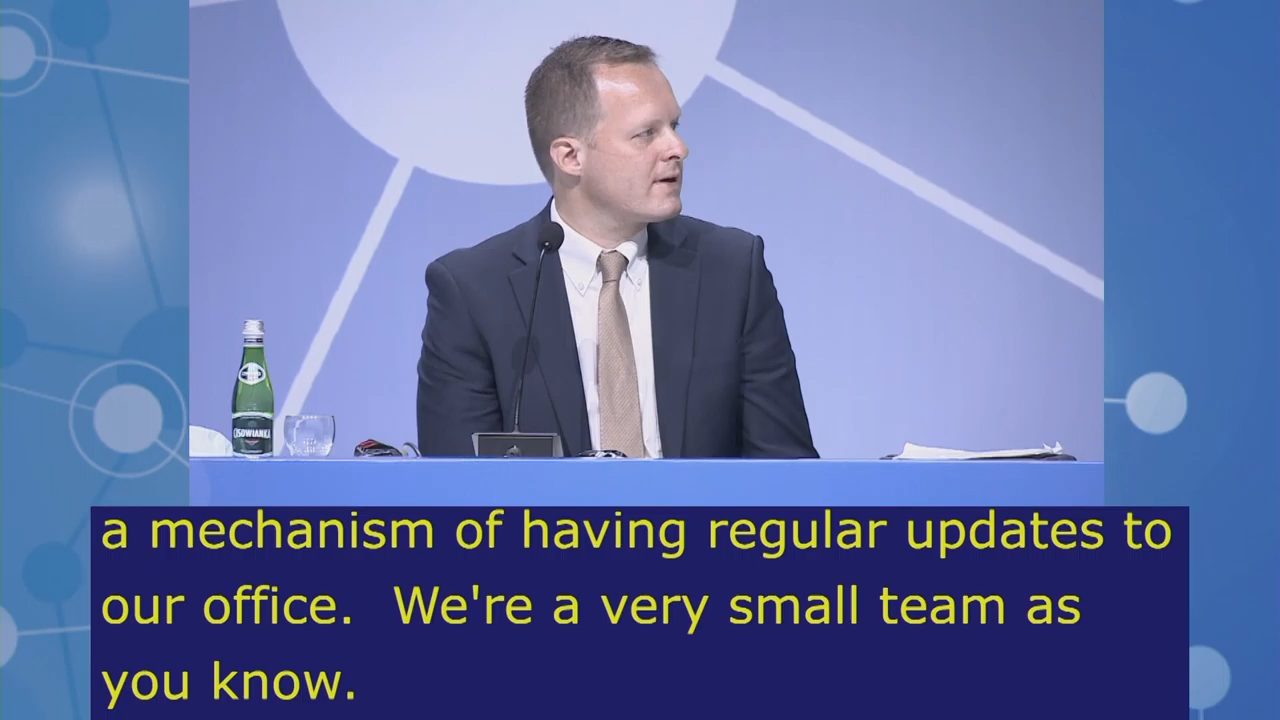 CISOWIANKA
a mechanism of having regular updates to
our office.  We're a very small team as
you know.